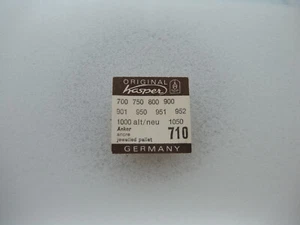 ORIGINAL
Kasper
700 750 800 900
901 950 951 952
1000 alt/neu 1050
Anker
ancre
jewelled pallet
710
GERMANY